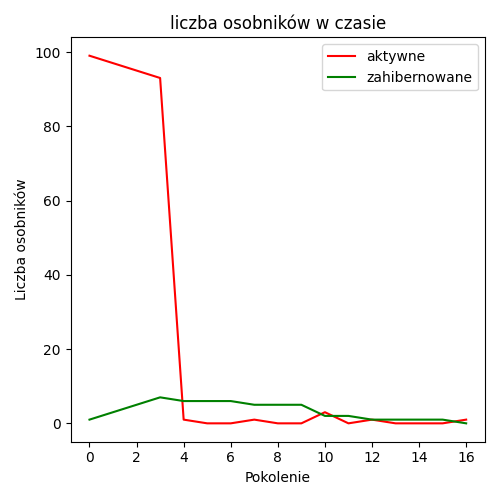 liczba osobników w czasie
aktywne
zahibernowane
Liczba osobników
100
80
60
40
20
0
0 2 4 6 8 10 12 14 16
Pokolenie